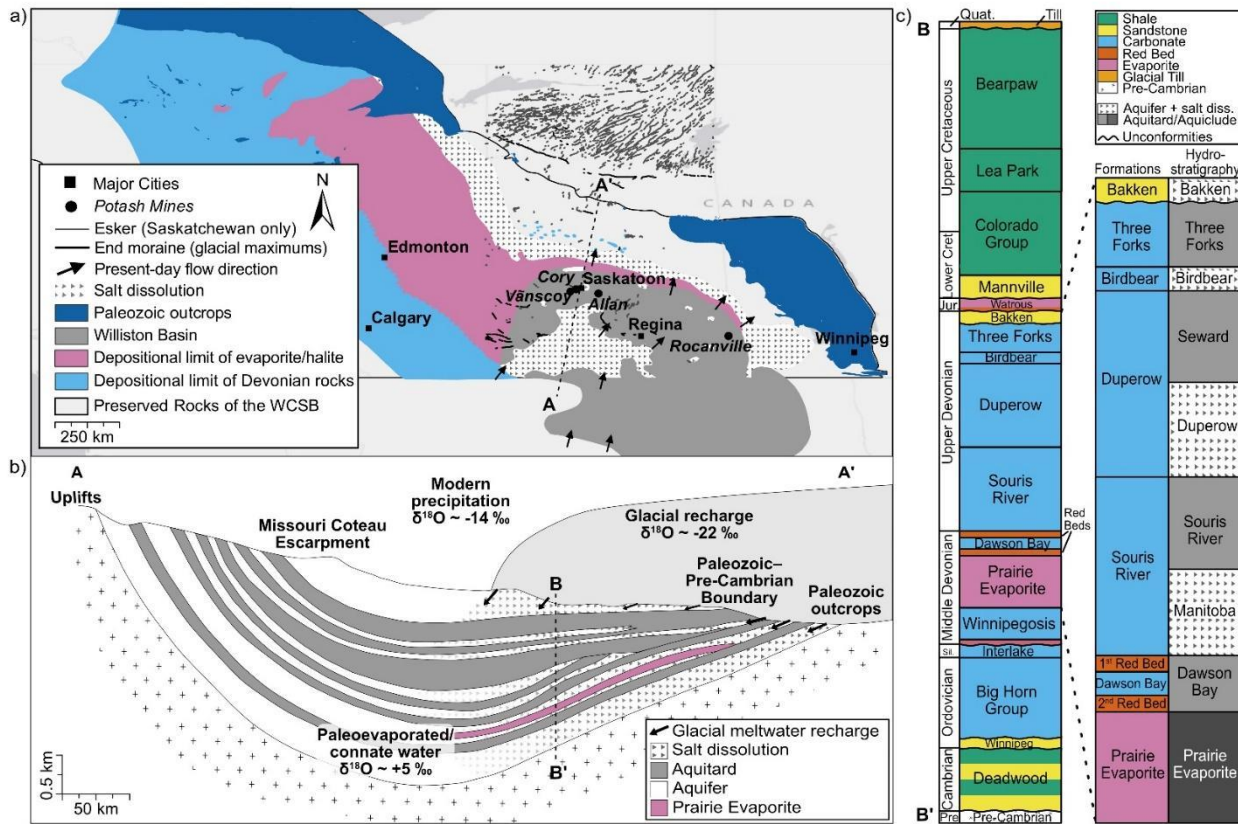 a)
A'
CANADA
Edmonton
Calgary
Cory
Saskatoon
Vanscoy
Allan
Regina
Rocanville
Winnipeg
A
Major Cities
N
Potash Mines
Esker (Saskatchewan only)
End moraine (glacial maximums)
Present-day flow direction
Salt dissolution
Paleozoic outcrops
Williston Basin
Depositional limit of evaporite/halite
Depositional limit of Devonian rocks
Preserved Rocks of the WCSB
250 km
b)
A
A'
Uplifts
Missouri Coteau
Escarpment
Modern
precipitation
δ¹⁸O ~ -14 ‰
Glacial recharge
δ¹⁸O ~ -22 ‰
B
Paleozoic–
Pre-Cambrian
Boundary
Paleozoic
outcrops
Paleoevaporated/
connate water
δ¹⁸O ~ +5 ‰
B'
0.5 km
50 km
Glacial meltwater recharge
Salt dissolution
Aquitard
Aquifer
Prairie Evaporite
c)
Quat.
Till
B
Upper Cretaceous
Lower Cret
Jur
Upper Devonian
Middle Devonian
Sil.
Ordovician
Cambrian
Pre
B'
Bearpaw
Lea Park
Colorado
Group
Mannville
Watrous
Bakken
Three Forks
Birdbear
Duperow
Souris
River
Red
Beds
Dawson Bay
Prairie
Evaporite
Winnipegosis
Interlake
Big Horn
Group
Winnipeg
Deadwood
Pre-Cambrian
Shale
Sandstone
Carbonate
Red Bed
Evaporite
Glacial Till
Pre-Cambrian
Aquifer + salt diss.
Aquitard/Aquiclude
Unconformities
Formations
Hydro-
stratigraphy
Bakken
Three
Forks
Birdbear
Duperow
Souris
River
1st Red Bed
Dawson Bay
2nd Red Bed
Prairie
Evaporite
Bakken
Three
Forks
Birdbear
Seward
Duperow
Souris
River
Manitoba
Dawson
Bay
Prairie
Evaporite